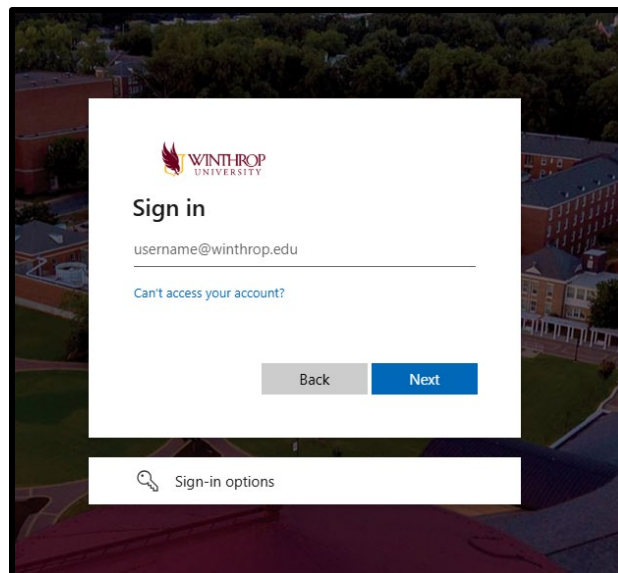 WINTHROP
UNIVERSITY
Sign in
username@winthrop.edu
Can't access your account?
Back
Next
Sign-in options